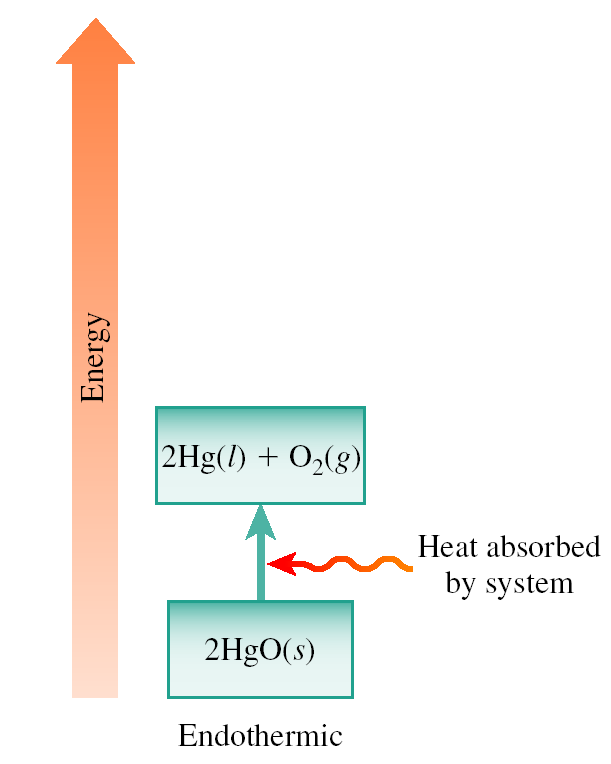 Energy
2Hg(l) + O₂(g)
Heat absorbed
by system
2HgO(s)
Endothermic